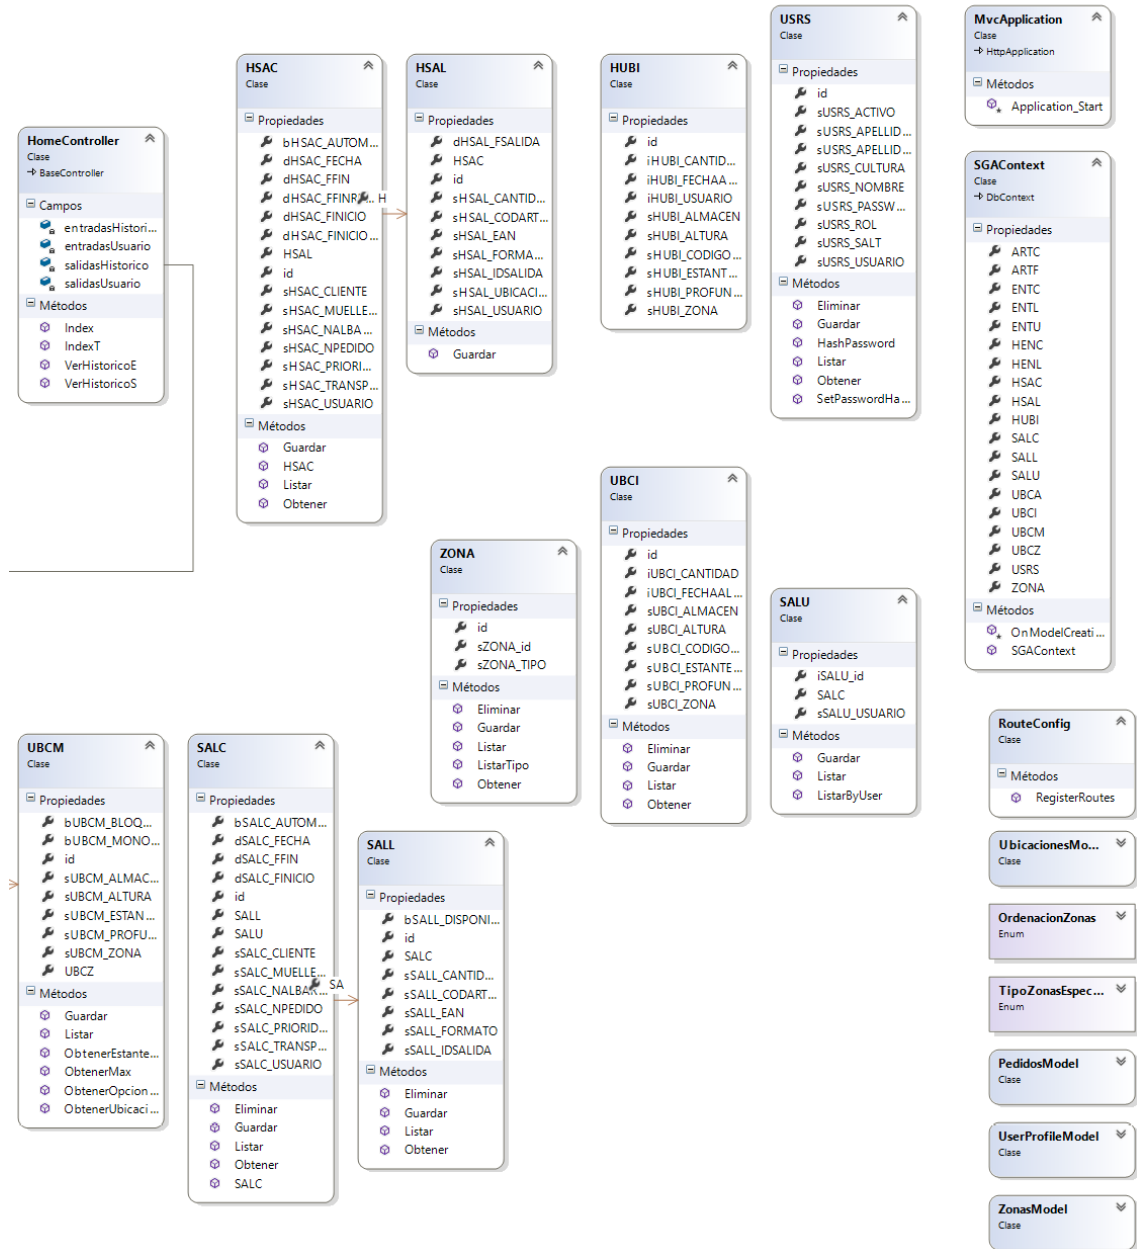 HomeController
Clase
BaseController
Campos
entradasHistori...
entradasUsuario
salidasHistorico
salidasUsuario
Métodos
Index
IndexT
VerHistoricoE
VerHistoricoS
HSAC
Clase
Propiedades
bHSAC_AUTOM...
dHSAC_FECHA
dHSAC_FFIN
dHSAC_FFINR...
H
dHSAC_FINICIO
dHSAC_FINICIO...
HSAL
id
sHSAC_CLIENTE
sHSAC_MUELLE...
sHSAC_NALBA...
sHSAC_NPEDIDO
sHSAC_PRIORI...
sHSAC_TRANSP...
sHSAC_USUARIO
Métodos
Guardar
HSAC
Listar
Obtener
HSAL
Clase
Propiedades
dHSAL_FSALIDA
HSAC
id
sHSAL_CANTID...
sHSAL_CODART...
sHSAL_EAN
sHSAL_FORMA...
sHSAL_IDSALIDA
sHSAL_UBICACI...
sHSAL_USUARIO
Métodos
Guardar
HUBI
Clase
Propiedades
id
iHUBI_CANTID...
iHUBI_FECHAA...
iHUBI_USUARIO
sHUBI_ALMACEN
sHUBI_ALTURA
sHUBI_CODIGO...
sHUBI_ESTANT...
sHUBI_PROFUN...
sHUBI_ZONA
USRS
Clase
Propiedades
id
sUSRS_ACTIVO
sUSRS_APELLID...
sUSRS_APELLID...
sUSRS_CULTURA
sUSRS_NOMBRE
sUSRS_PASSW...
sUSRS_ROL
sUSRS_SALT
sUSRS_USUARIO
Métodos
Eliminar
Guardar
HashPassword
Listar
Obtener
SetPasswordHa...
MvcApplication
Clase
HttpApplication
Métodos
Application_Start
SGAContext
Clase
DbContext
Propiedades
ARTC
ARTF
ENTC
ENTL
ENTU
HENC
HENL
HSAC
HSAL
HUBI
SALC
SALL
SALU
UBCA
UBCI
UBCM
UBCZ
USRS
ZONA
Métodos
OnModelCreati...
SGAContext
ZONA
Clase
Propiedades
id
sZONA_id
sZONA_TIPO
Métodos
Eliminar
Guardar
Listar
ListarTipo
Obtener
UBCI
Clase
Propiedades
id
iUBCI_CANTIDAD
iUBCI_FECHAAL...
sUBCI_ALMACEN
sUBCI_ALTURA
sUBCI_CODIGO...
sUBCI_ESTANTE...
sUBCI_PROFUN...
sUBCI_ZONA
Métodos
Eliminar
Guardar
Listar
Obtener
SALU
Clase
Propiedades
iSALU_id
SALC
sSALU_USUARIO
Métodos
Guardar
Listar
ListarByUser
UBCM
Clase
Propiedades
bUBCM_BLOQ...
bUBCM_MONO...
id
sUBCM_ALMAC...
sUBCM_ALTURA
sUBCM_ESTAN...
sUBCM_PROFU...
sUBCM_ZONA
UBCZ
Métodos
Guardar
Listar
ObtenerEstante...
ObtenerMax
ObtenerOpcion...
ObtenerUbicaci...
SALC
Clase
Propiedades
bSALC_AUTOM...
dSALC_FECHA
dSALC_FFIN
dSALC_FINICIO
id
SALL
SALU
sSALC_CLIENTE
sSALC_MUELLE...
sSALC_NALBAR...
SA
sSALC_NPEDIDO
sSALC_PRIORID...
sSALC_TRANSP...
sSALC_USUARIO
Métodos
Eliminar
Guardar
Listar
Obtener
SALC
SALL
Clase
Propiedades
bSALL_DISPONI...
id
SALC
sSALL_CANTID...
sSALL_CODART...
sSALL_EAN
sSALL_FORMATO
sSALL_IDSALIDA
Métodos
Eliminar
Guardar
Listar
Obtener
RouteConfig
Clase
Métodos
RegisterRoutes
UbicacionesMo...
Clase
OrdenacionZonas
Enum
TipoZonasEspec...
Enum
PedidosModel
Clase
UserProfileModel
Clase
ZonasModel
Clase